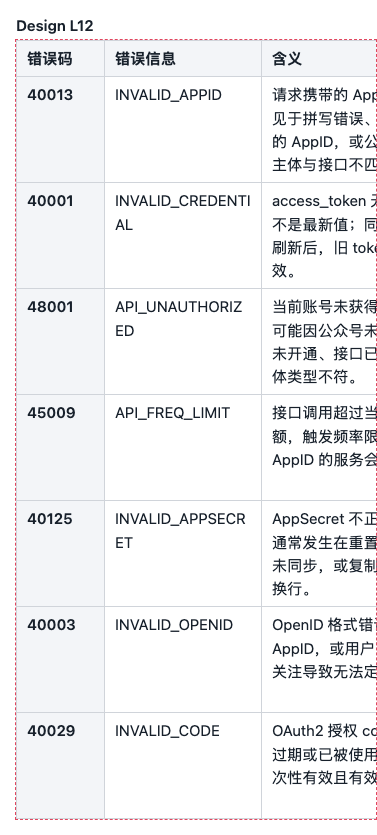 Design L12
错误码 错误信息 含义
40013 INVALID_APPID 请求携带的 App
见于拼写错误、
的 AppID，或公
主体与接口不匹
40001 INVALID_CREDENTI access_token
AL 不是最新值；同
刷新后，旧 toke
效。
48001 API_UNAUTHORIZ 当前账号未获得
ED 可能因公众号未
未开通、接口已
体类型不符。
45009 API_FREQ_LIMIT 接口调用超过当
额，触发频率限
AppID 的服务会
40125 INVALID_APPSECR AppSecret 不正
ET 通常发生在重置
未同步，或复制
换行。
40003 INVALID_OPENID OpenID 格式错
AppID，或用户
关注导致无法定
40029 INVALID_CODE OAuth2 授权 co
过期或已被使用
次性有效且有效